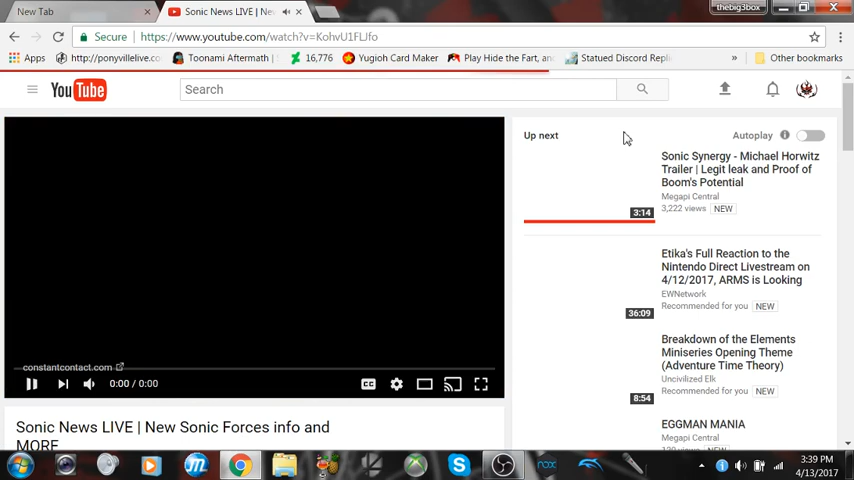 thebig3box
New Tab
Sonic News LIVE | Nev
Secure
https://www.youtube.com/watch?v=KohvU1FLJfo
Apps
http://ponyvillelive.co
Toonami Aftermath |
16,776
Yugioh Card Maker
Play Hide the Fart, an
Statued Discord Repli
»
Other bookmarks
YouTube
Search
Up next
Autoplay
Sonic Synergy - Michael Horwitz
Trailer | Legit leak and Proof of
Boom's Potential
Megapi Central
3,222 views NEW
3:14
Etika's Full Reaction to the
Nintendo Direct Livestream on
4/12/2017, ARMS is Looking
EWNetwork
Recommended for you NEW
36:09
Breakdown of the Elements
Miniseries Opening Theme
(Adventure Time Theory)
Uncivilized Elk
Recommended for you NEW
8:54
EGGMAN MANIA
Megapi Central
constantcontact.com
0:00 / 0:00
CC
Sonic News LIVE | New Sonic Forces info and
MORE
nox
3:39 PM
4/13/2017